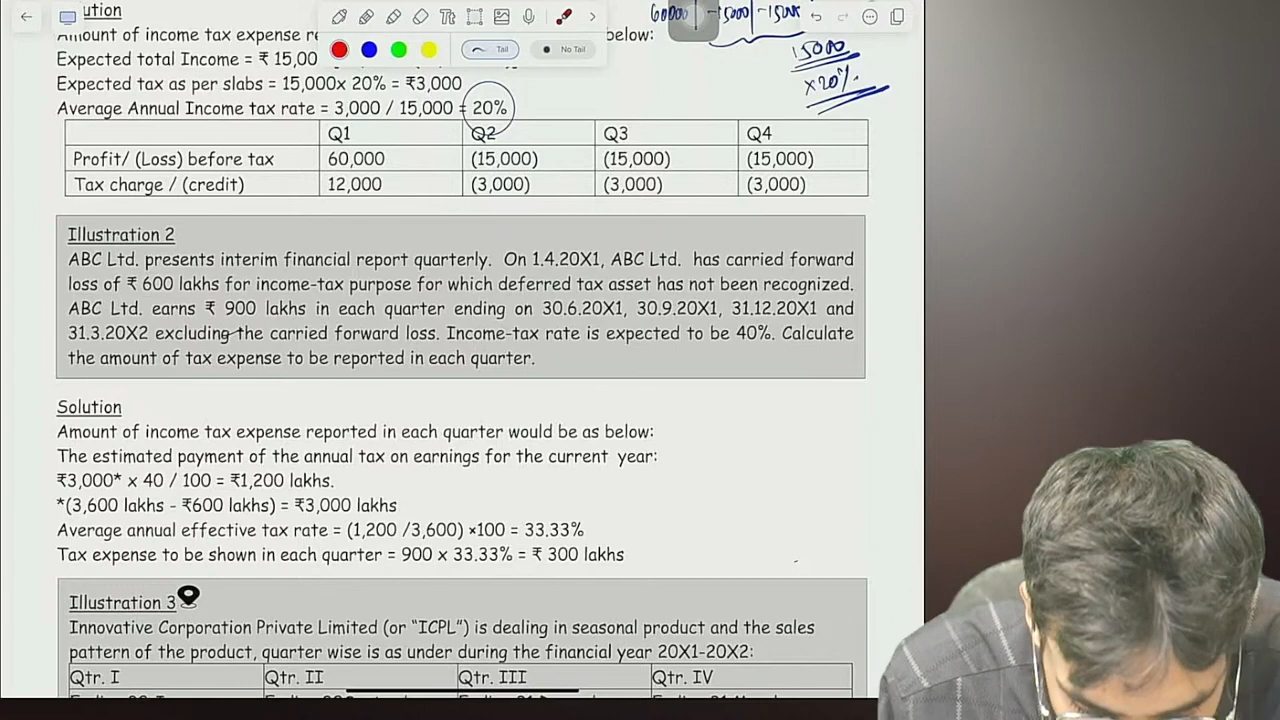 ution
60000 -15000 -15000
Amount of income tax expense re below:
15000
Expected total Income = ₹ 15,00
Tail
No Tail
Expected tax as per slabs = 15,000x 20% = ₹3,000
x20%
Average Annual Income tax rate = 3,000 / 15,000 = 20%
Q1 Q2 Q3 Q4
Profit/ (Loss) before tax 60,000 (15,000) (15,000) (15,000)
Tax charge / (credit) 12,000 (3,000) (3,000) (3,000)
Illustration 2
ABC Ltd. presents interim financial report quarterly. On 1.4.20X1, ABC Ltd. has carried forward
loss of ₹ 600 lakhs for income-tax purpose for which deferred tax asset has not been recognized.
ABC Ltd. earns ₹ 900 lakhs in each quarter ending on 30.6.20X1, 30.9.20X1, 31.12.20X1 and
31.3.20X2 excluding the carried forward loss. Income-tax rate is expected to be 40%. Calculate
the amount of tax expense to be reported in each quarter.
Solution
Amount of income tax expense reported in each quarter would be as below:
The estimated payment of the annual tax on earnings for the current year:
₹3,000* x 40 / 100 = ₹1,200 lakhs.
*(3,600 lakhs - ₹600 lakhs) = ₹3,000 lakhs
Average annual effective tax rate = (1,200 /3,600) ×100 = 33.33%
Tax expense to be shown in each quarter = 900 x 33.33% = ₹ 300 lakhs
Illustration 3
Innovative Corporation Private Limited (or “ICPL”) is dealing in seasonal product and the sales
pattern of the product, quarter wise is as under during the financial year 20X1-20X2:
Qtr. I Qtr. II Qtr. III Qtr. IV